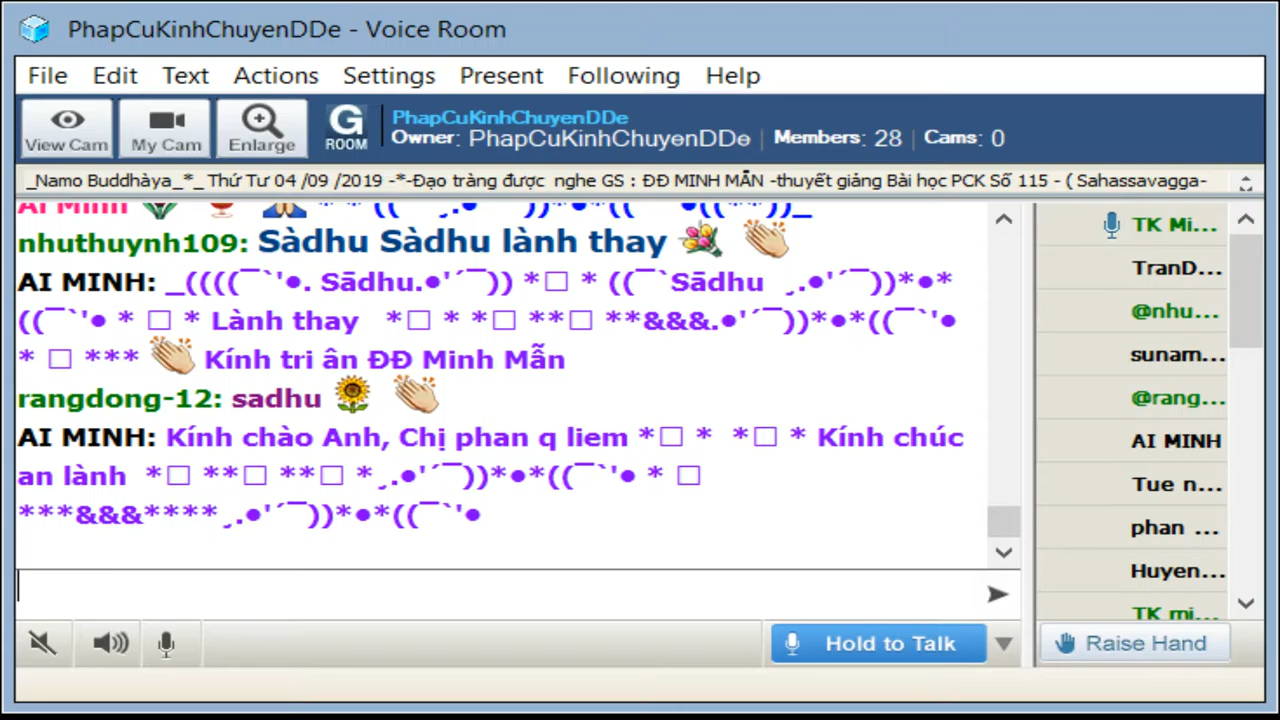 PhapCuKinhChuyenDDe - Voice Room
File Edit Text Actions Settings Present Following Help
View Cam My Cam Enlarge G ROOM
PhapCuKinhChuyenDDe
Owner: PhapCuKinhChuyɵnDDɵ | Members: 28 | Cams: 0
_Namo Buddhàya_*_ Thứ Tư 04 /09 /2019 -*-Đạo tràng được nghe GS : ĐĐ MINH MẪN -thuyết giảng Bài học PCK Số 115 - ( Sahassavagga-
AI Minh * * (( ¸.● ))*●*(( ●((**))_
nhuthuynh109: Sàdhu Sàdhu lành thay
AI MINH: _((((¯`'●. Sādhu.●'´¯)) *□ * ((¯`Sādhu ¸.●'´¯))*●*
((¯`'● * □ * Lành thay *□ * *□ **□ **&&&.●'´¯))*●*((¯`'●
* □ *** Kính tri ân ĐĐ Minh Mẫn
rangdong-12: sadhu
AI MINH: Kính chào Anh, Chị phan q liem *□ * *□ * Kính chúc
an lành *□ **□ **□ *¸.●'´¯))*●*((¯`'● * □
***&&&****¸.●'´¯))*●*((¯`'●
TK Mi...
TranD...
@nhu...
sunam...
@rang...
AI MINH
Tue n...
phan ...
Huyen...
TK mi...
Hold to Talk
Raise Hand